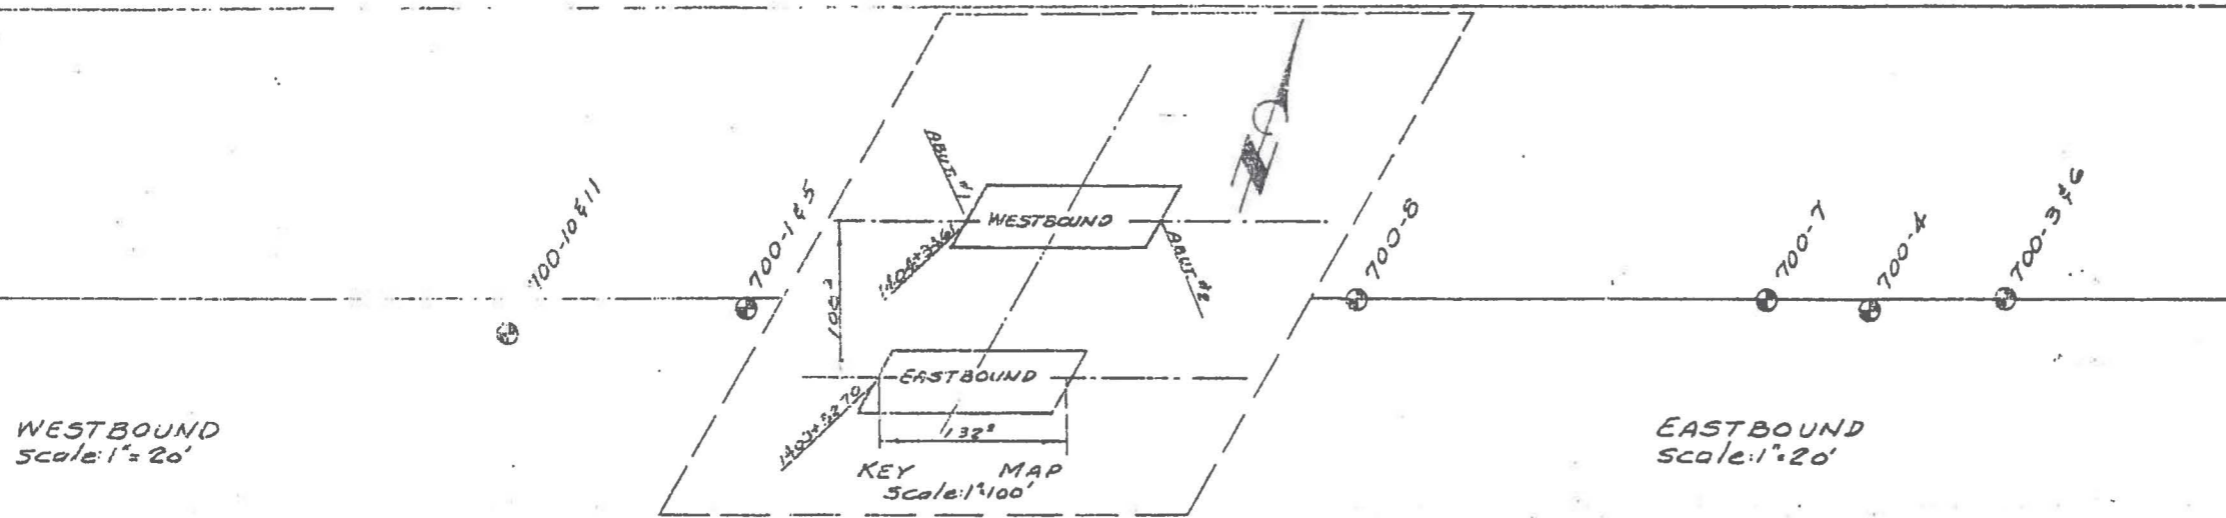 700-10&11
700-1&5
ABUT. #1
WESTBOUND
ABUT. #2
N
700-8
700-7
700-4
700-3&6
EASTBOUND
132°
KEY MAP
Scale:1"=100'
WESTBOUND
Scale:1"=20'
EASTBOUND
Scale:1"=20'